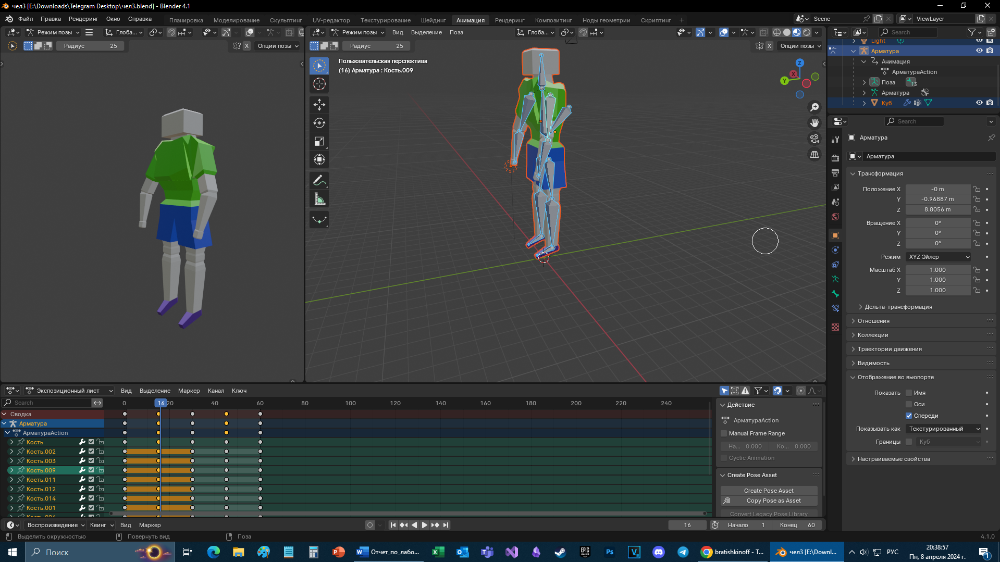 чел3 [E:\Downloads\Telegram Desktop\чел3.blend] - Blender 4.1
Файл Правка Рендеринг Окно Справка
Планировка Моделирование Скульптинг UV-редактор Текстурирование Шейдинг Анимация Рендеринг Композитинг Ноды геометрии Скриптинг +
Scene
ViewLayer
Режим позы
Глоба...
Режим позы Вид Выделение Поза
Глоба...
Search
Радиус 25
X
Опции позы
Радиус 25
X
Опции позы
Пользовательская перспектива
(16) Арматура : Кость.009
Z
X
Y
Light
Арматура
Анимация
АрматураAction
Поза
13
Арматура
Куб
Search
Арматура
Арматура
Трансформация
Положение X -0 m
Y -0.96887 m
Z 8.8056 m
Вращение X 0°
Y 0°
Z 0°
Режим XYZ Эйлер
Масштаб X 1.000
Y 1.000
Z 1.000
Дельта-трансформация
Отношения
Коллекции
Траектории движения
Видимость
Отображение во вьюпорте
Показать Имя
Оси
Спереди
Показывать как Текстурированный
Границы Куб
Настраиваемые свойства
Экспозиционный лист Вид Выделение Маркер Канал Ключ
Search
0 16 20 40 60 80 100 120 140 160 180 200 220 240
Сводка
Арматура
АрматураAction
Кость
Кость.002
Кость.003
Кость.009
Кость.011
Кость.012
Кость.014
Кость.001
Действие
АрматураAction
Manual Frame Range
На... 0.000 Ко... 0.000
Cyclic Animation
Create Pose Asset
Create Pose Asset
Copy Pose as Asset
Convert Legacy Pose Library
Воспроизведение Кеинг Вид Маркер
16 Начало 1 Конец 60
Выделить окружностью Повернуть вид Поза
4.1.0
Поиск
Отчет_по_лабо...
bratishkinoff - T...
чел3 [E:\Downl...
РУС
20:38:57
Пн, 8 апреля 2024 г.
1